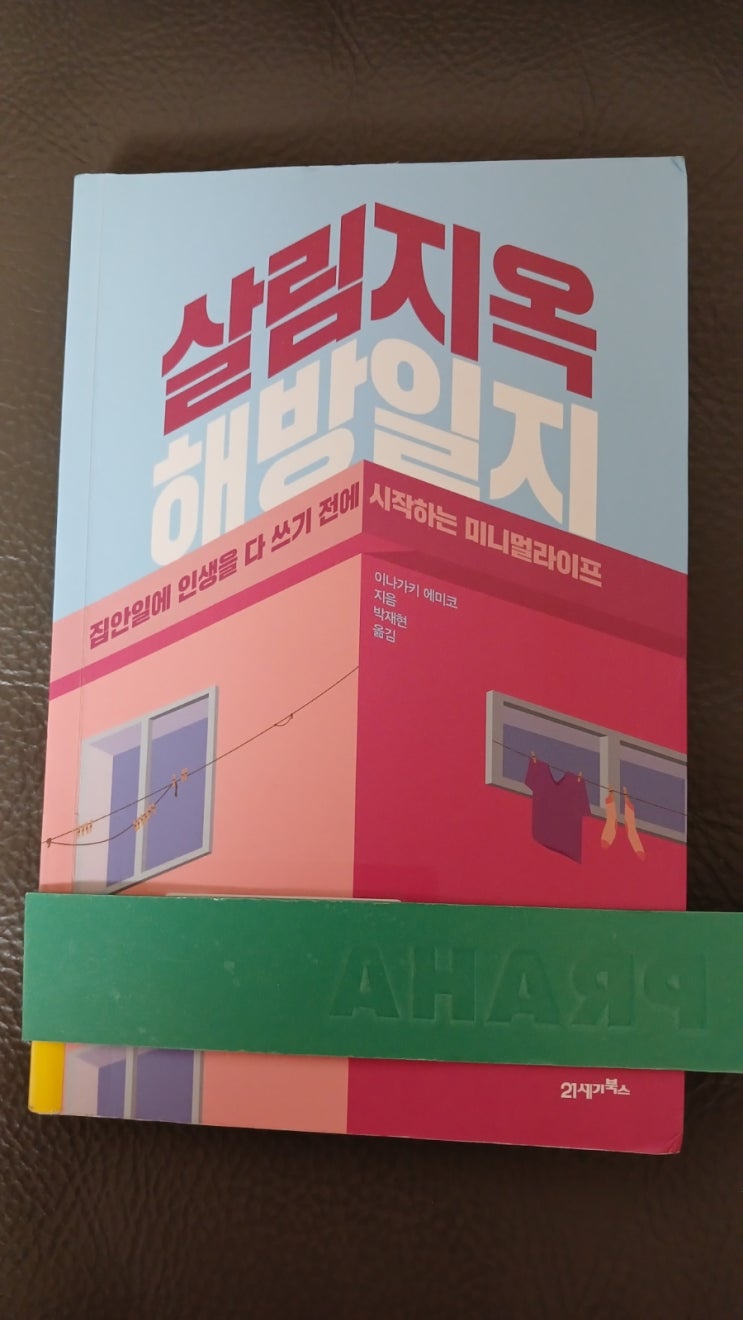 살림지옥
해방일지
집안일에 인생을 다 쓰기 전에 시작하는 미니멀라이프
이나가키 에미코
지음
박재현
옮김
PRAHA
21세기북스